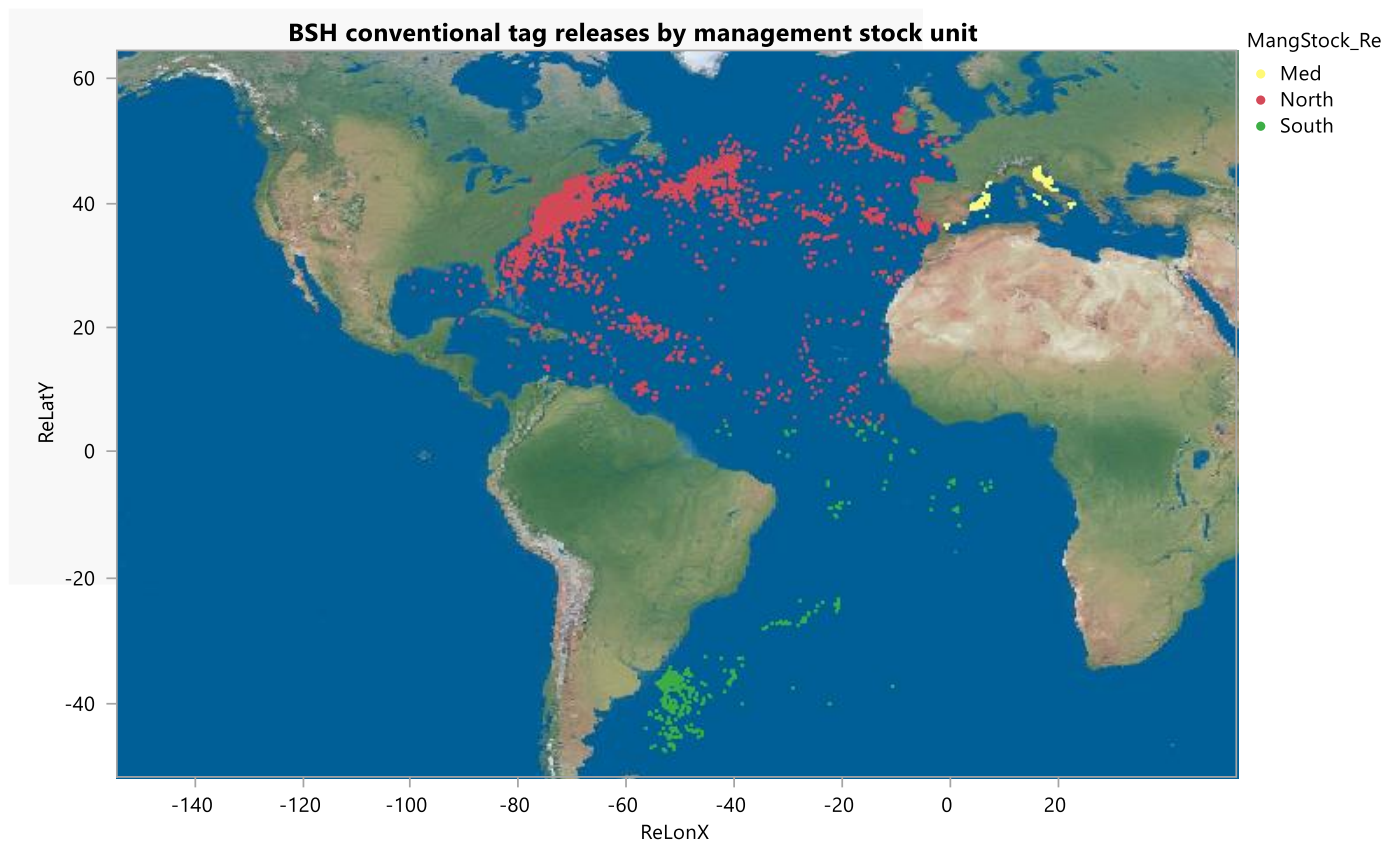 BSH conventional tag releases by management stock unit
MangStock_Re
Med
North
South
60
40
20
0
-20
-40
ReLatY
-140
-120
-100
-80
-60
-40
-20
0
20
ReLonX